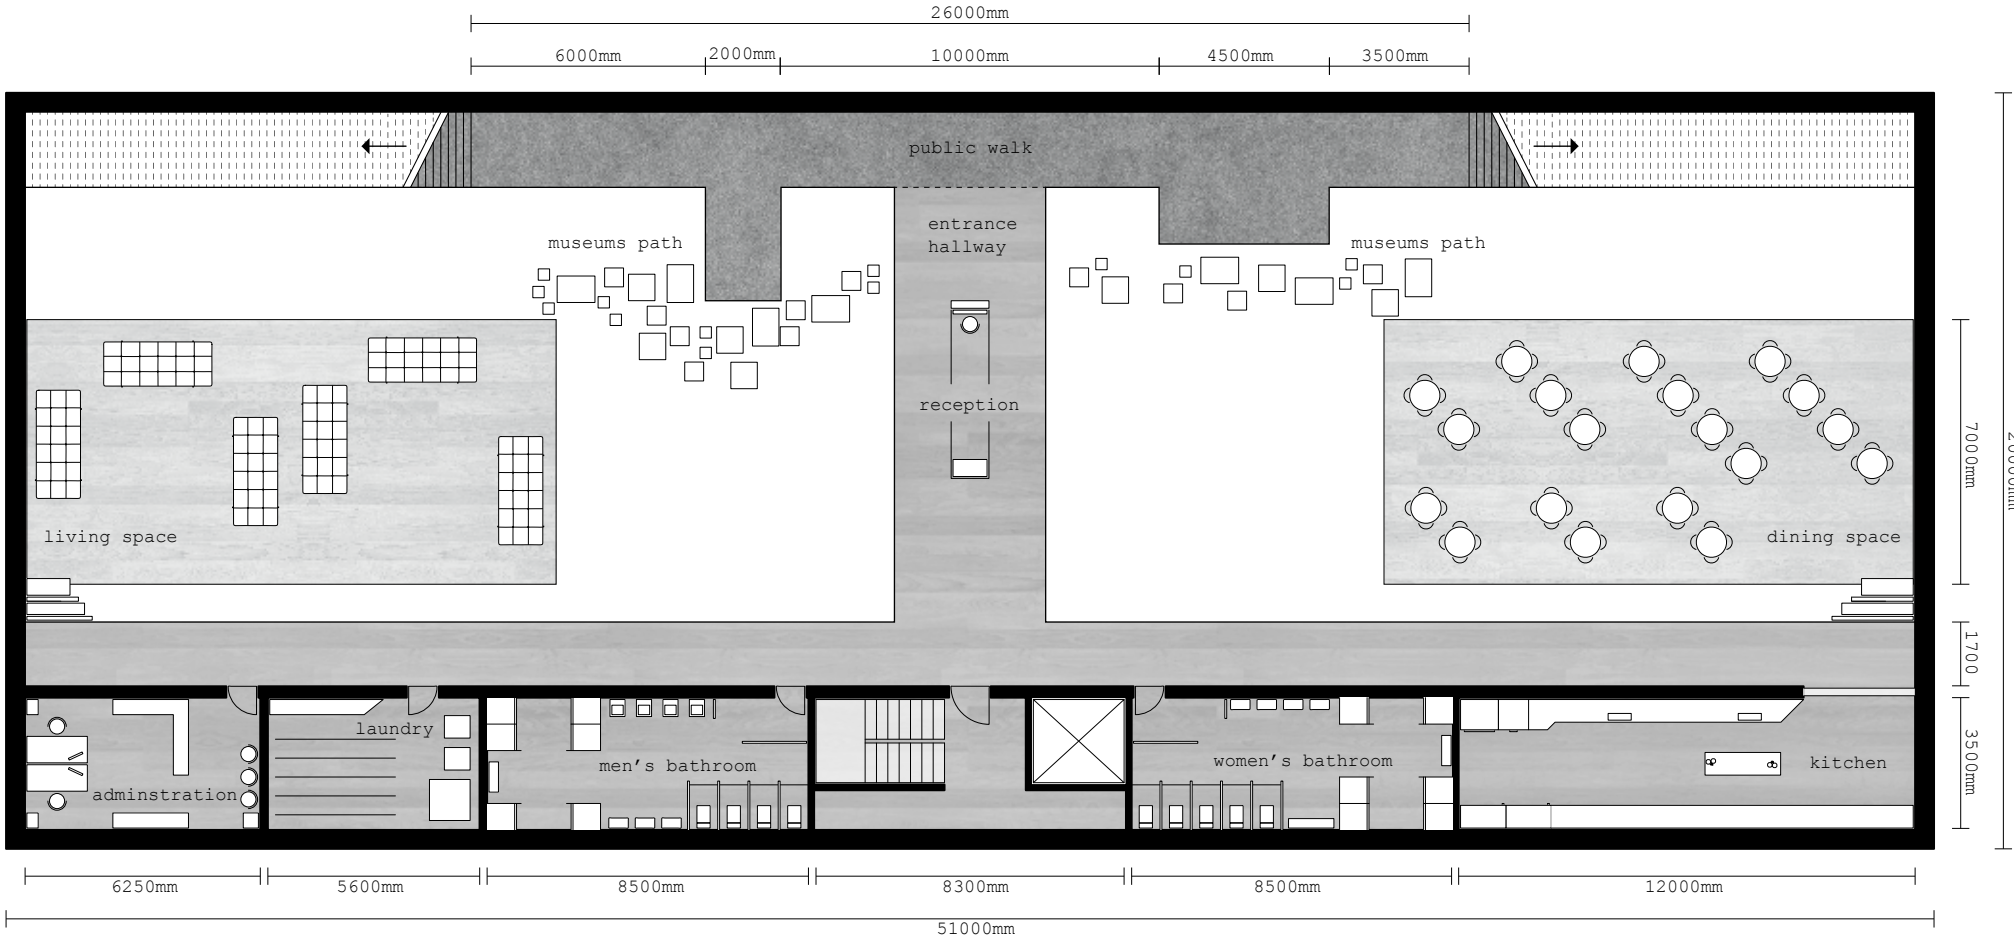 26000mm
6000mm
2000mm
10000mm
4500mm
3500mm
public walk
entrance
hallway
museums path
museums path
reception
7000mm
living space
dining space
1700
laundry
men's bathroom
women's bathroom
kitchen
adminstration
3500mm
6250mm
5600mm
8500mm
8300mm
8500mm
12000mm
51000mm